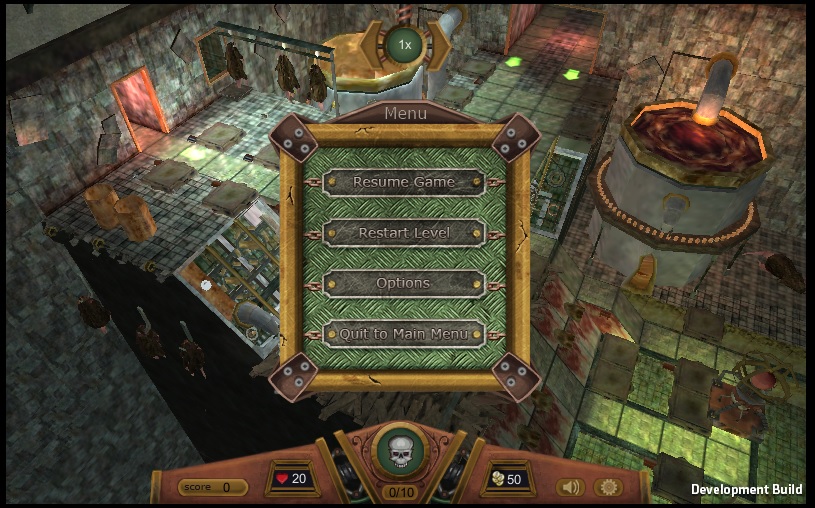 1x
Menu
Resume Game
Restart Level
Options
Quit to Main Menu
score 0
20
0/10
50
Development Build